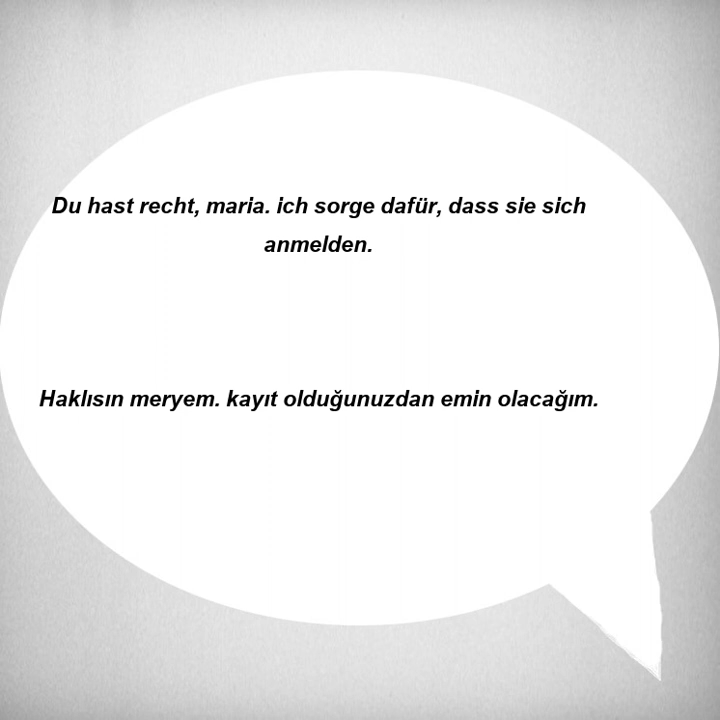 Du hast recht, maria. ich sorge dafür, dass sie sich
anmelden.
Haklısın meryem. kayıt olduğunuzdan emin olacağım.